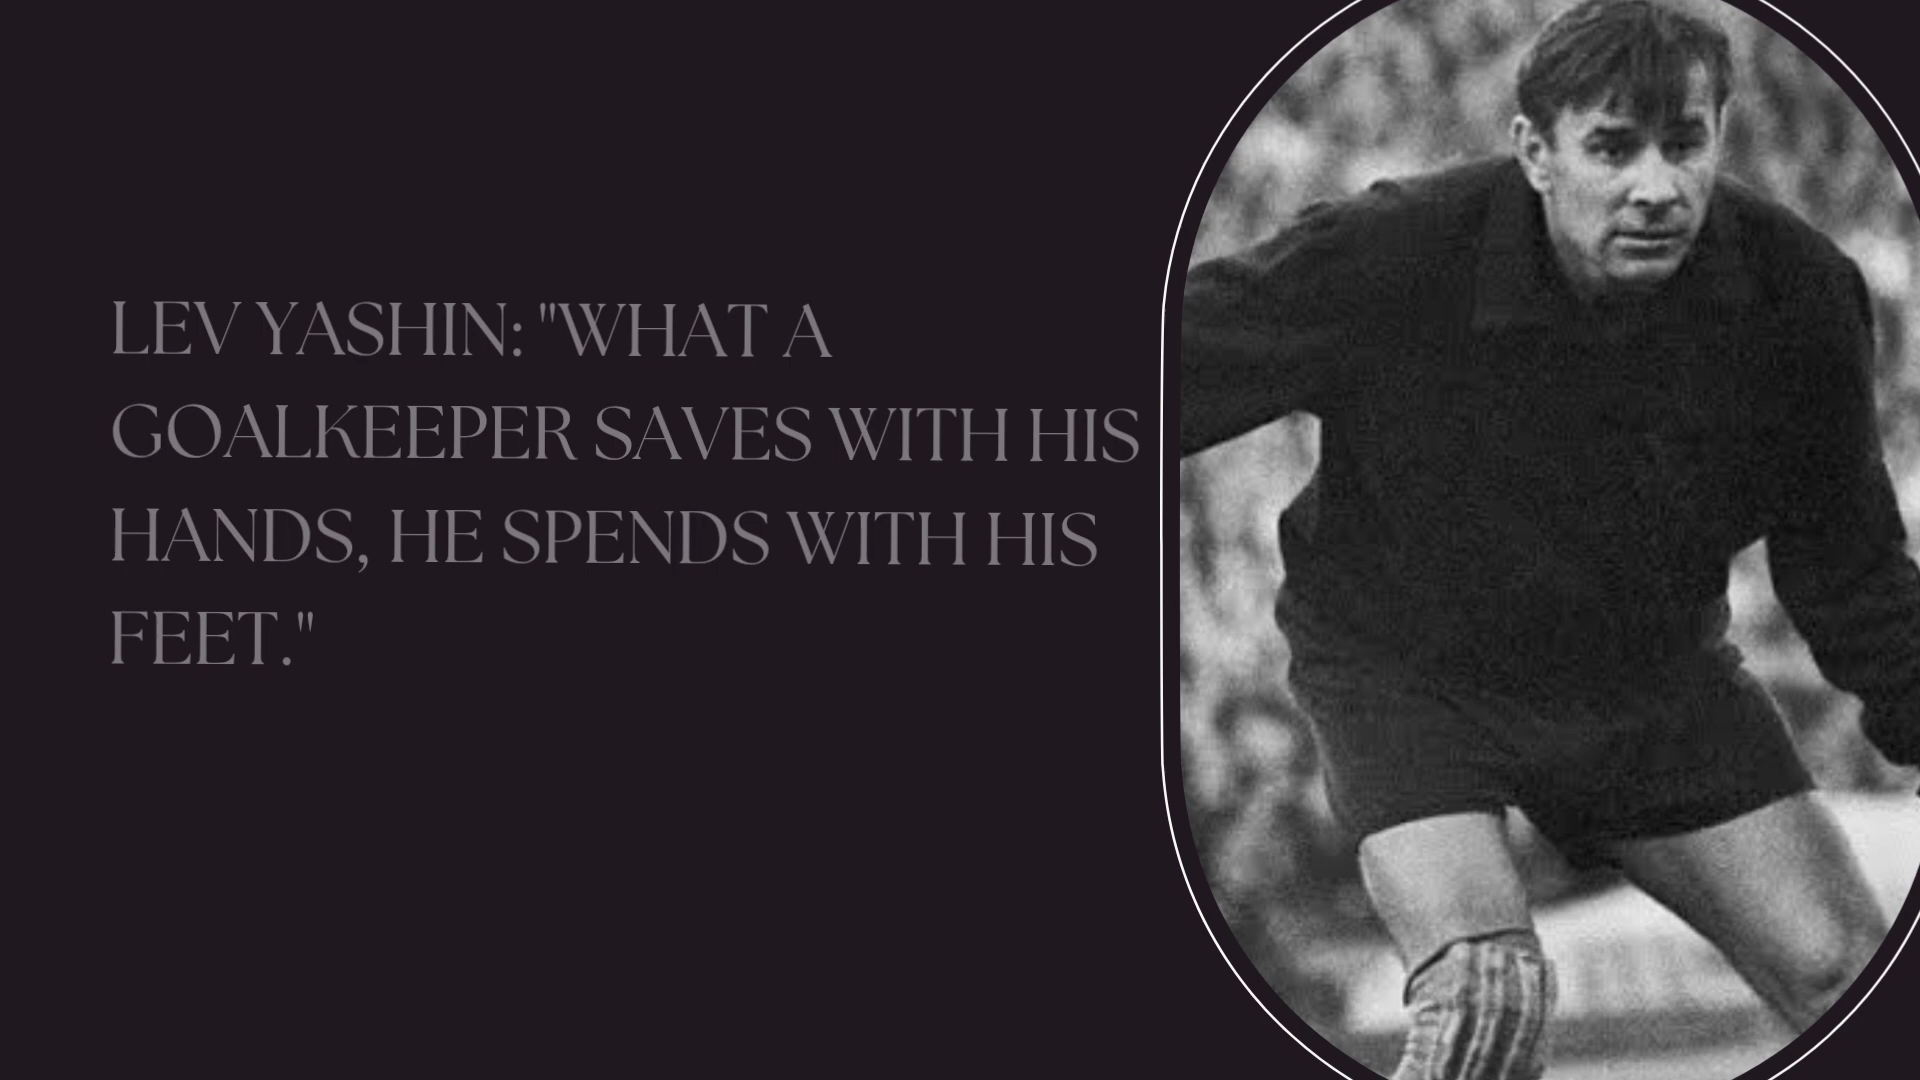 LEV YASHIN: "WHAT A
GOALKEEPER SAVES WITH HIS
HANDS, HE SPENDS WITH HIS
FEET."